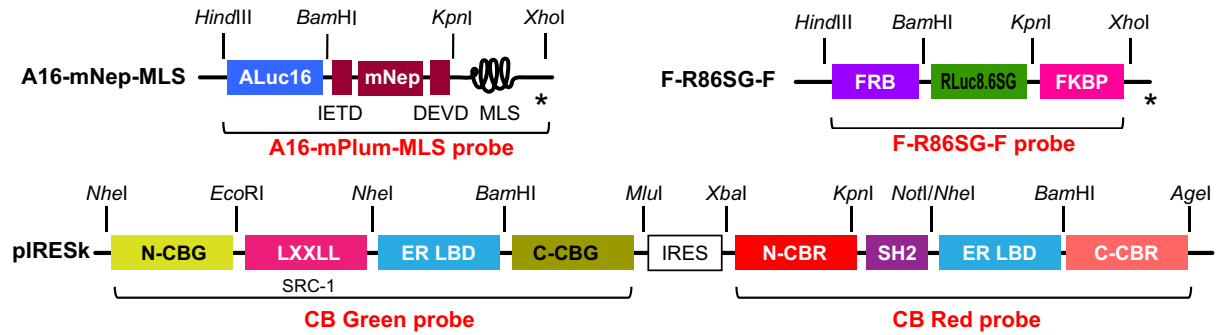 HindIII BamHI KpnI XhoI
A16-mNep-MLS ALuc16 mNep *
IETD DEVD MLS
A16-mPlum-MLS probe
HindIII BamHI KpnI XhoI
F-R86SG-F FRB RLuc8.6SG FKBP *
F-R86SG-F probe
NheI EcoRI NheI BamHI MluI XbaI KpnI NotI/NheI BamHI AgeI
pIRESk N-CBG LXXLL ER LBD C-CBG IRES N-CBR SH2 ER LBD C-CBR
SRC-1
CB Green probe CB Red probe